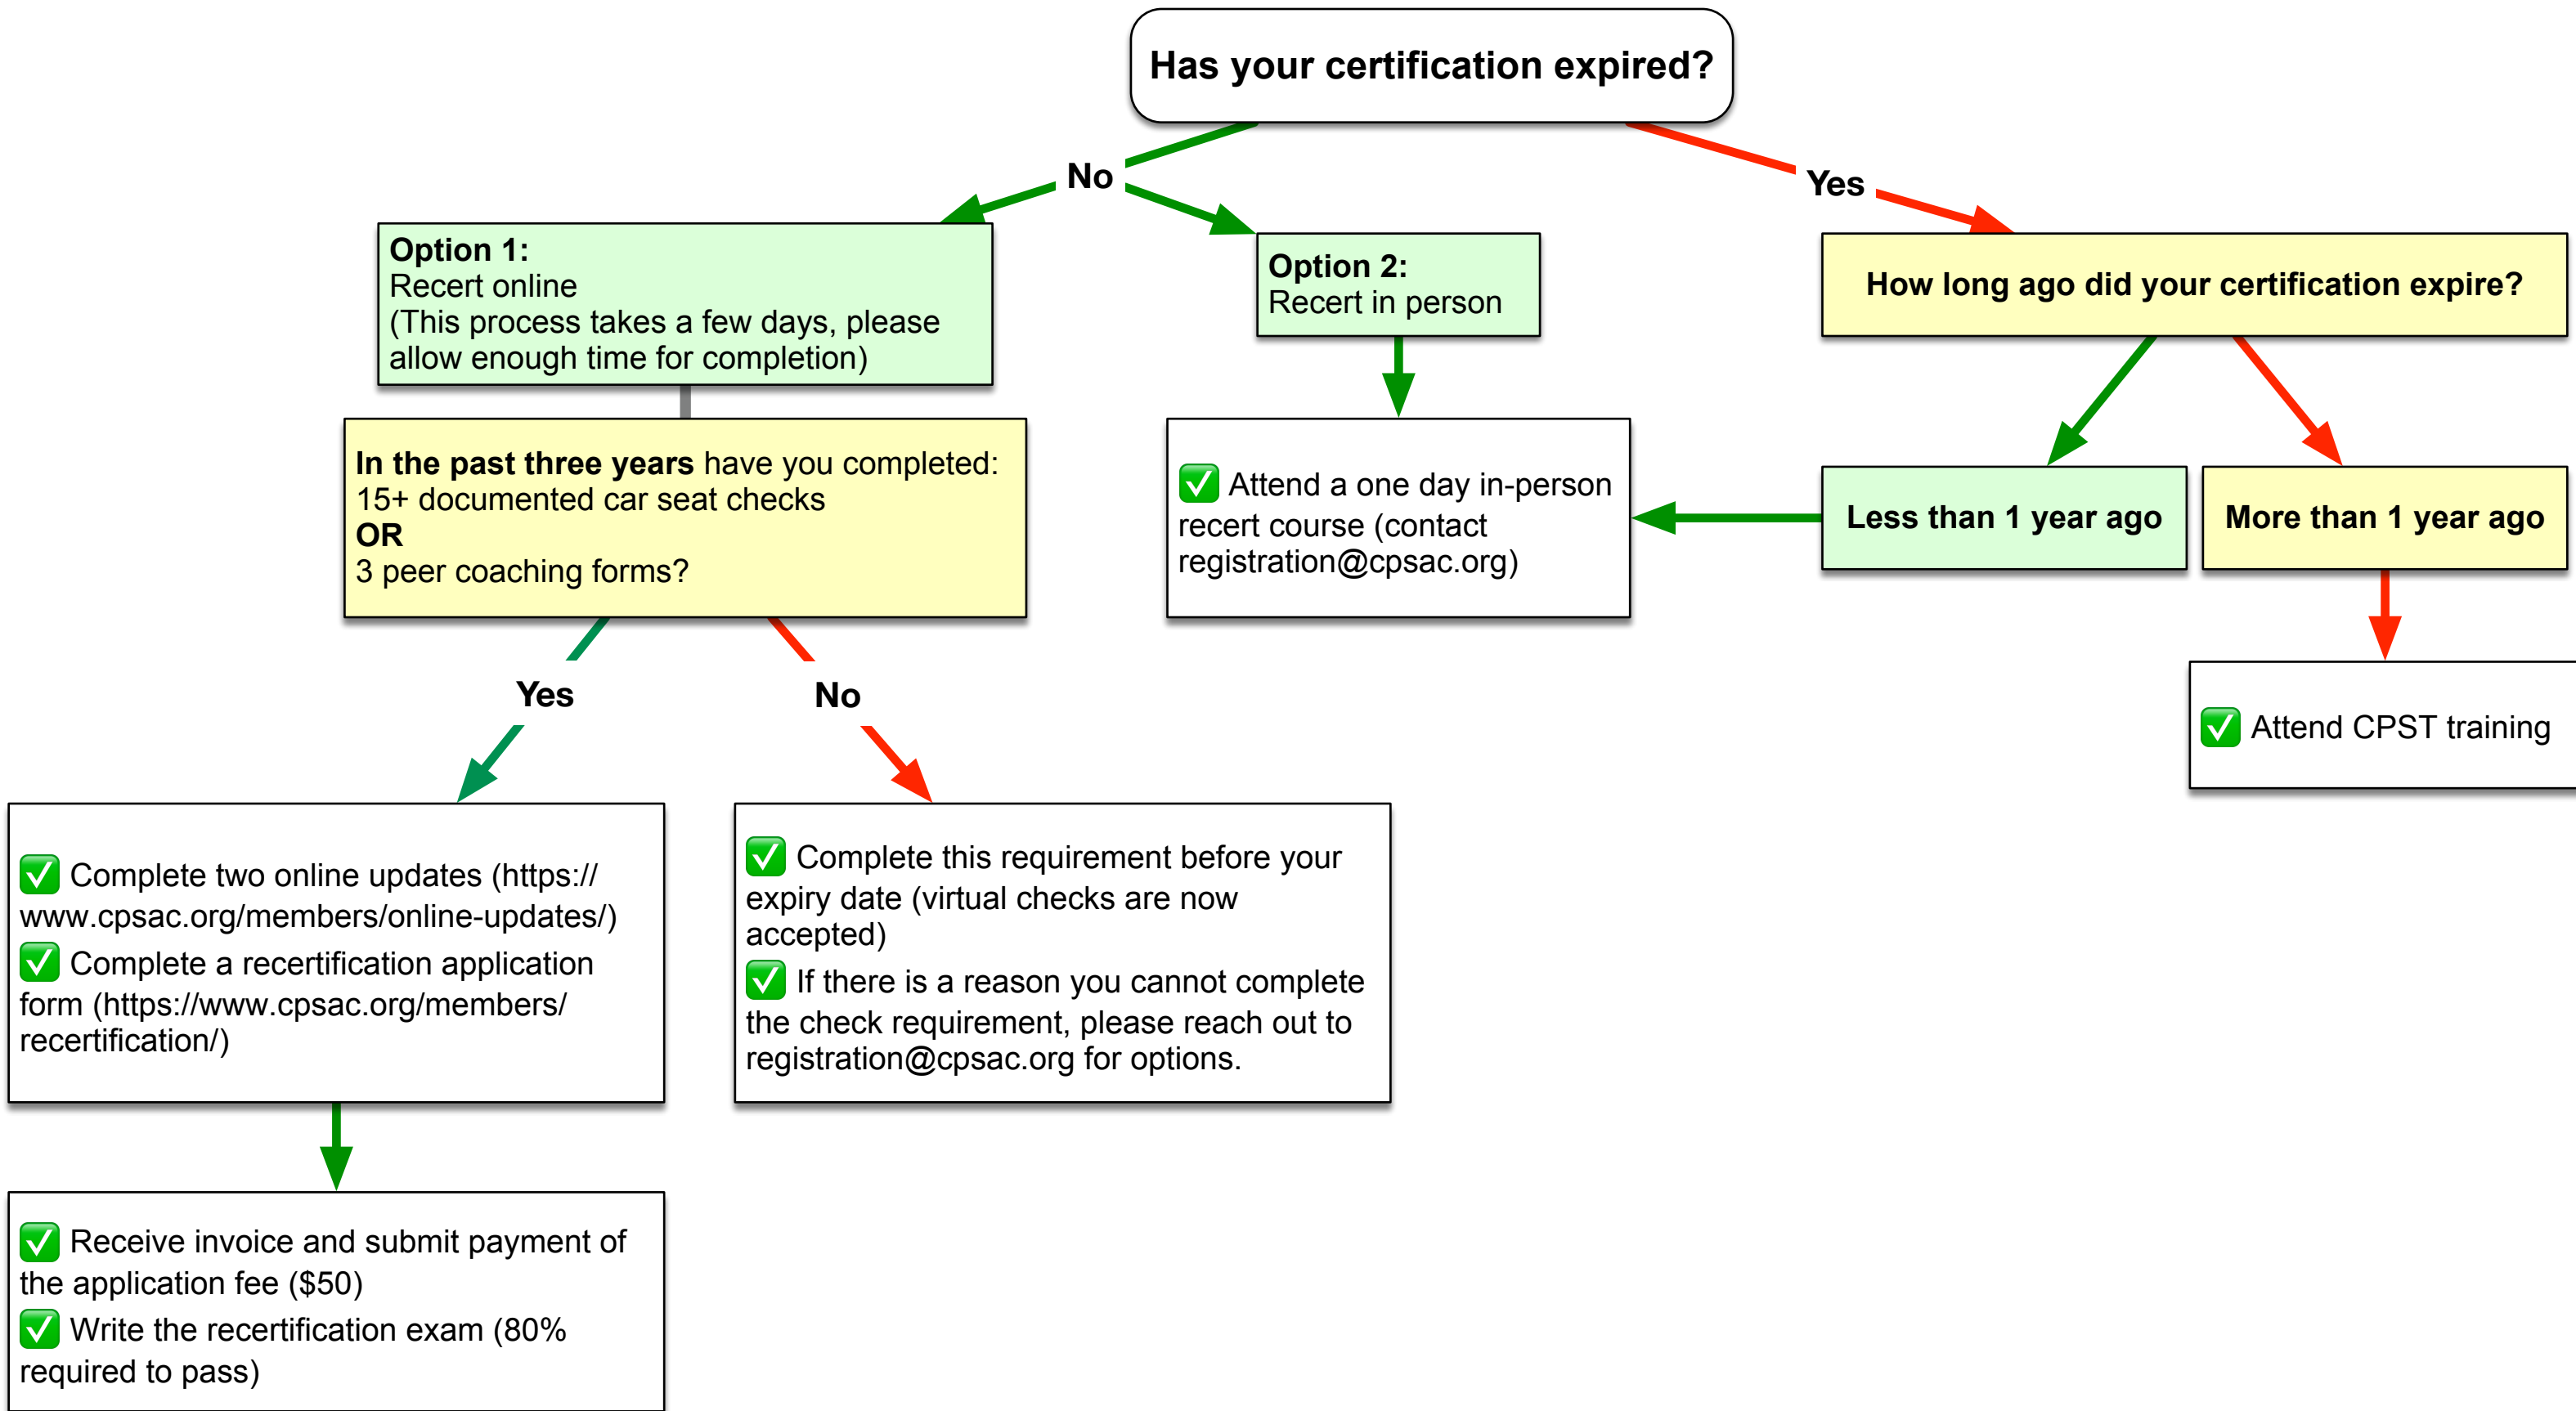 Has your certification expired?
No
Yes
Option 1:
Recert online
(This process takes a few days, please
allow enough time for completion)
Option 2:
Recert in person
How long ago did your certification expire?
In the past three years have you completed:
15+ documented car seat checks
OR
3 peer coaching forms?
✅ Attend a one day in-person
recert course (contact
registration@cpsac.org)
Less than 1 year ago
More than 1 year ago
Yes
No
✅ Attend CPST training
✅ Complete two online updates (https://
www.cpsac.org/members/online-updates/)
✅ Complete a recertification application
form (https://www.cpsac.org/members/
recertification/)
✅ Complete this requirement before your
expiry date (virtual checks are now
accepted)
✅ If there is a reason you cannot complete
the check requirement, please reach out to
registration@cpsac.org for options.
✅ Receive invoice and submit payment of
the application fee ($50)
✅ Write the recertification exam (80%
required to pass)